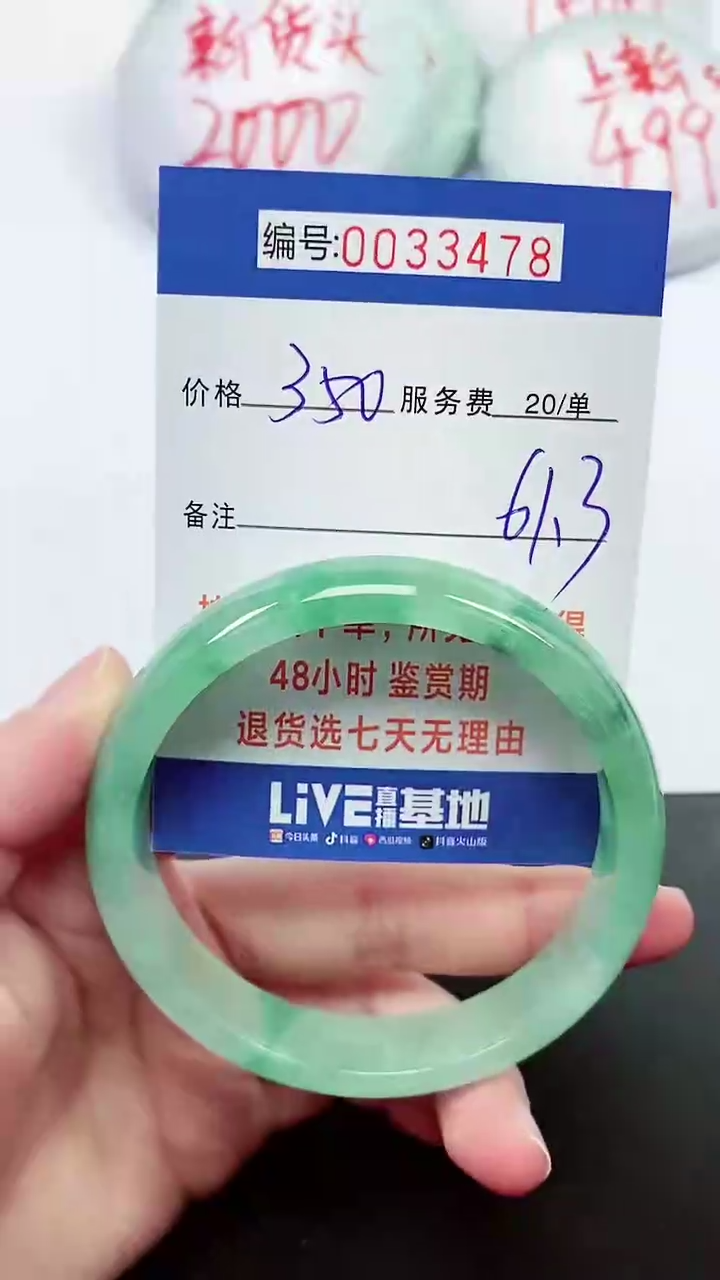 新货头
2000
上新
499
编号:0033478
价格 350 服务费 20/单
备注 61.3
48小时 鉴赏期
退货选七天无理由
LiVE直播基地
今日头条 抖音 西瓜视频 抖音火山版